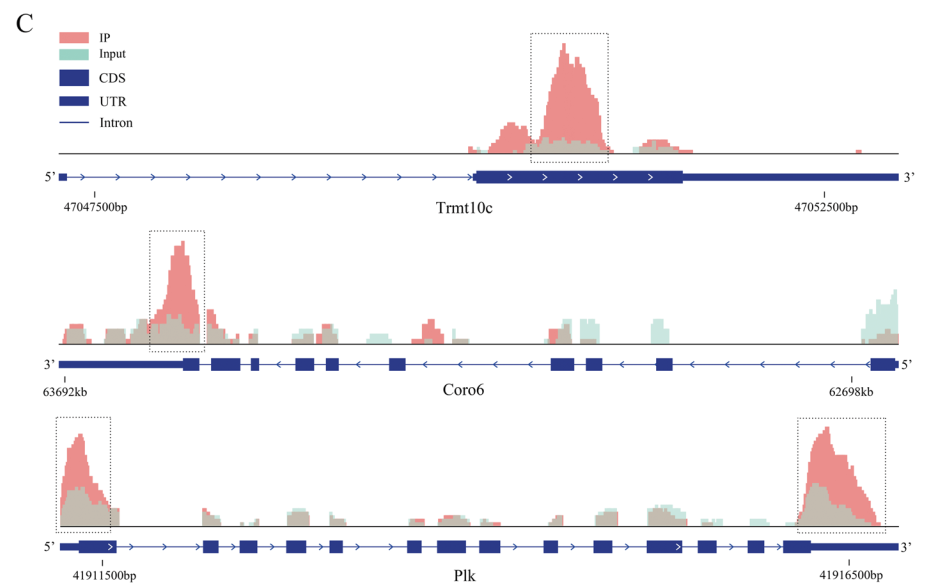 C
IP
Input
CDS
UTR
Intron
5’ 3’
47047500bp Trmt10c 47052500bp
3’ 5’
63692kb Coro6 62698kb
5’ 3’
41911500bp Plk 41916500bp